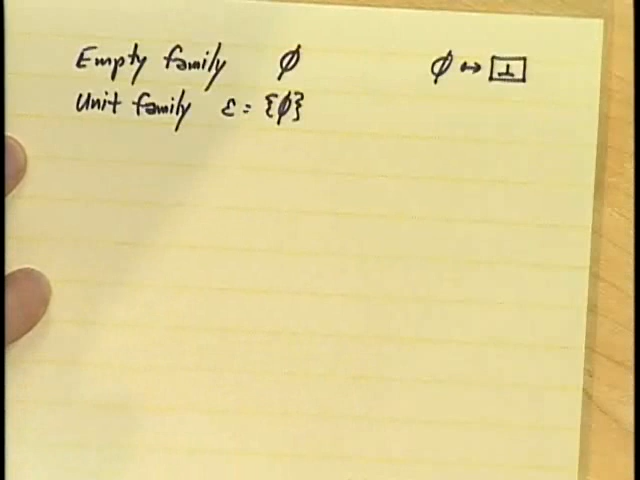 Empty family ∅ ∅ ↔ ⊥
Unit family ε = {∅}